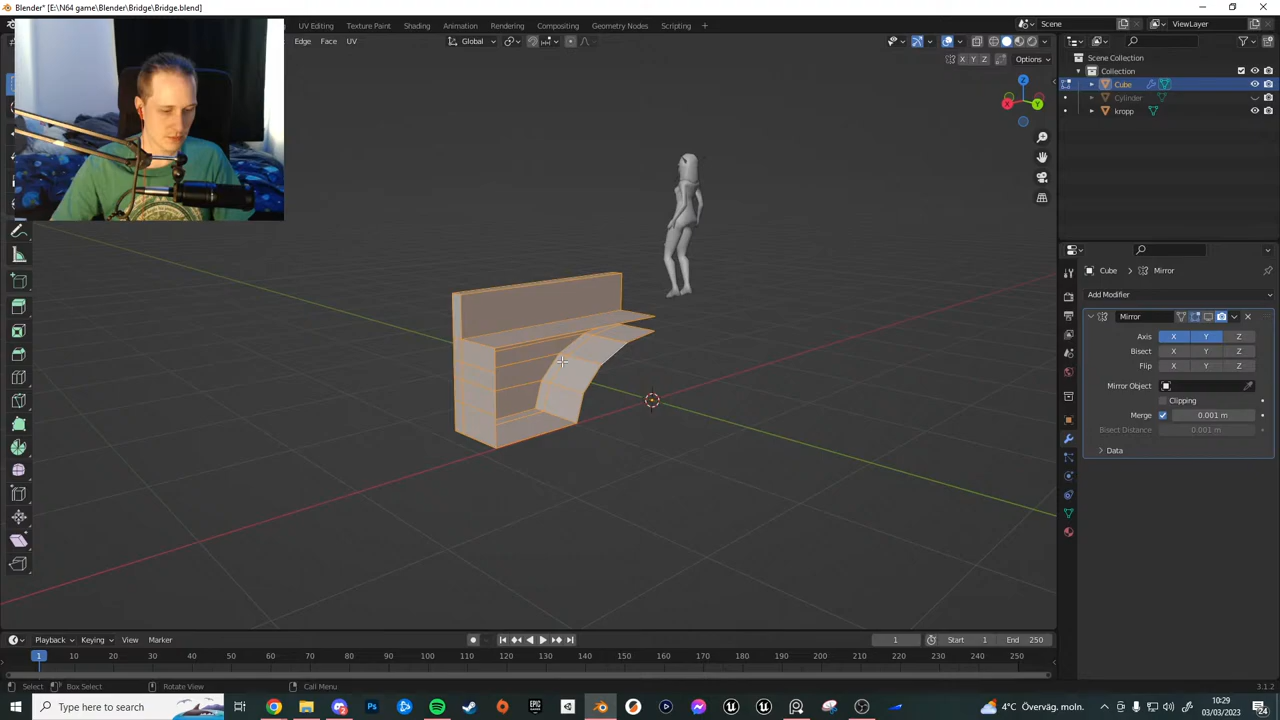 Blender* [E:\N64 game\Blender\Bridge\Bridge.blend]
UV Editing Texture Paint Shading Animation Rendering Compositing Geometry Nodes Scripting Scene ViewLayer
Edge Face UV Global
X Y Z Options
Scene Collection
Collection
Cube
Cylinder
kropp
X
Y
Z
Cube > Mirror
Add Modifier
Mirror
Axis X Y Z
Bisect X Y Z
Flip X Y Z
Mirror Object
Clipping
Merge 0.001 m
Bisect Distance 0.001 m
Data
Playback Keying View Marker 1 Start 1 End 250
1 10 20 30 40 50 60 70 80 90 100 110 120 130 140 150 160 170 180 190 200 210 220 230 240 250
Select Box Select Rotate View Call Menu 3.1.2
Type here to search 4°C Överväg. moln. 10:29
03/03/2023